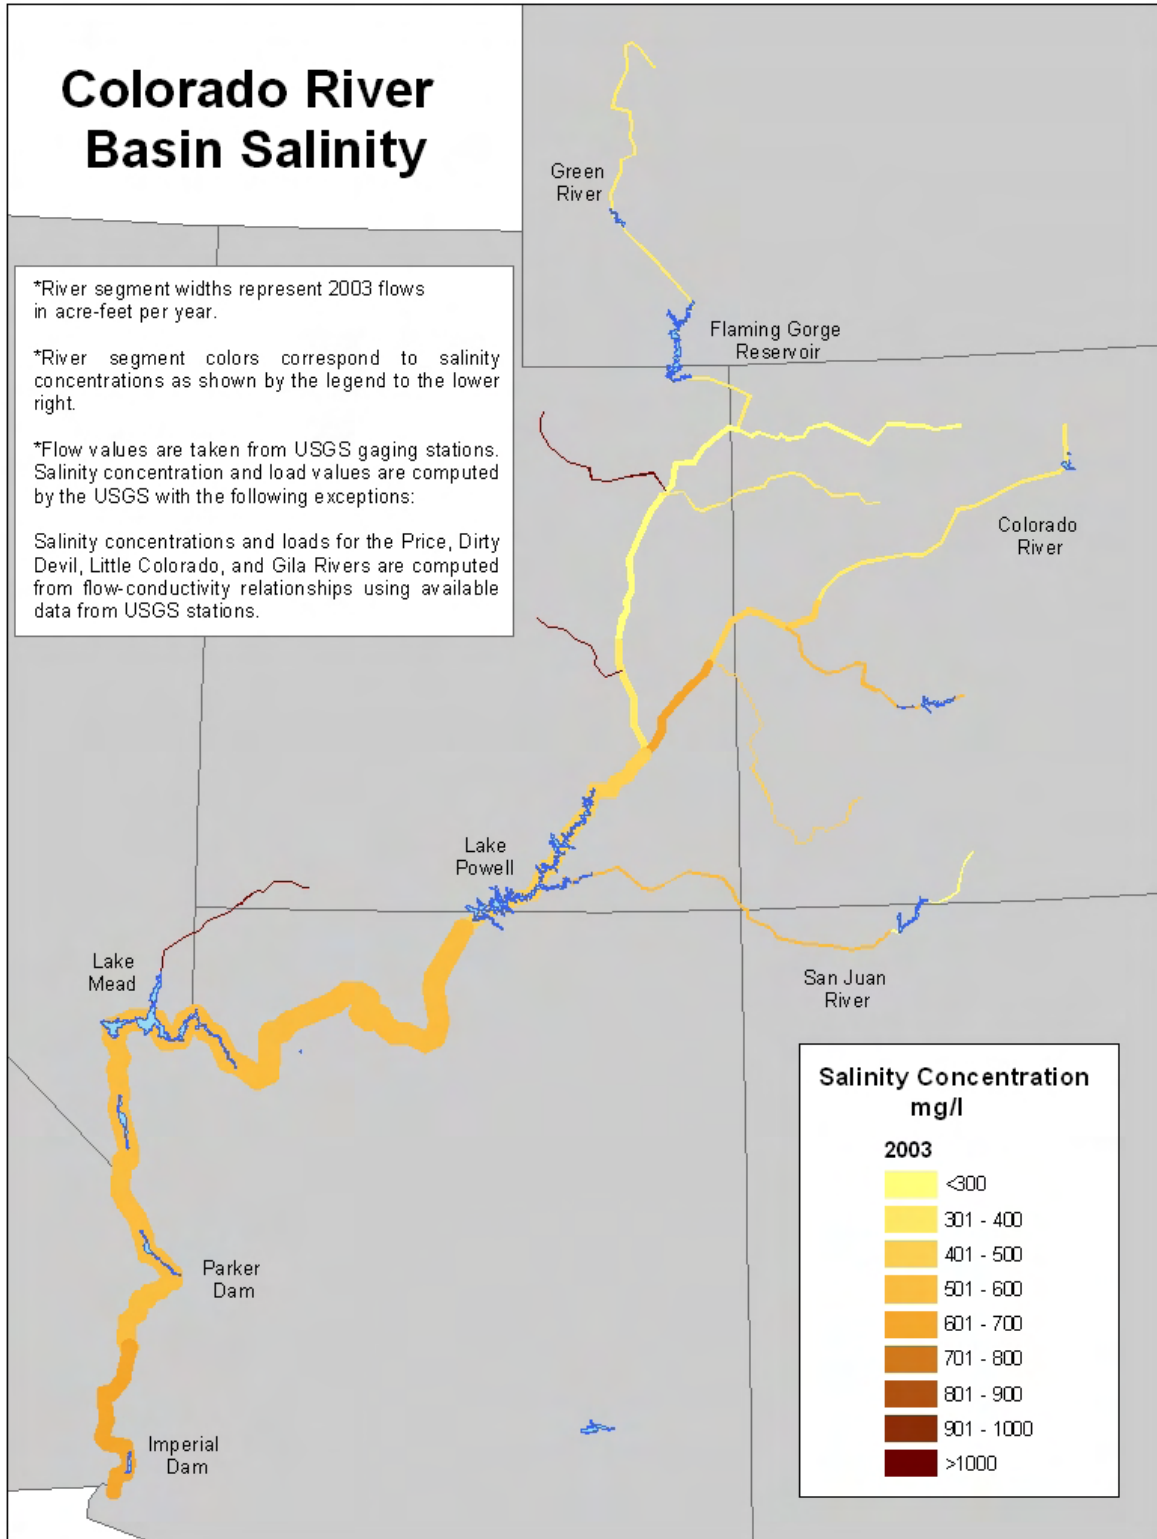 Colorado River
Basin Salinity
Green
River
*River segment widths represent 2003 flows
in acre-feet per year.
*River segment colors correspond to salinity
concentrations as shown by the legend to the lower
right.
*Flow values are taken from USGS gaging stations.
Salinity concentration and load values are computed
by the USGS with the following exceptions:
Salinity concentrations and loads for the Price, Dirty
Devil, Little Colorado, and Gila Rivers are computed
from flow-conductivity relationships using available
data from USGS stations.
Flaming Gorge
Reservoir
Colorado
River
Lake
Powell
Lake
Mead
San Juan
River
Parker
Dam
Imperial
Dam
Salinity Concentration
mg/l
2003
<300
301 - 400
401 - 500
501 - 600
601 - 700
701 - 800
801 - 900
901 - 1000
>1000